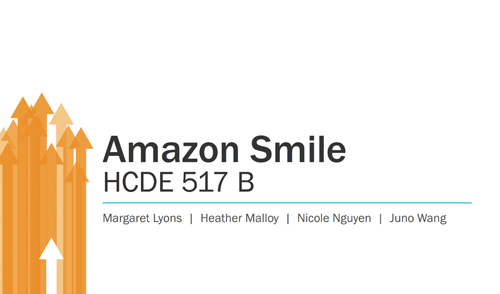 Amazon Smile
HCDE 517 B
Margaret Lyons | Heather Malloy | Nicole Nguyen | Juno Wang